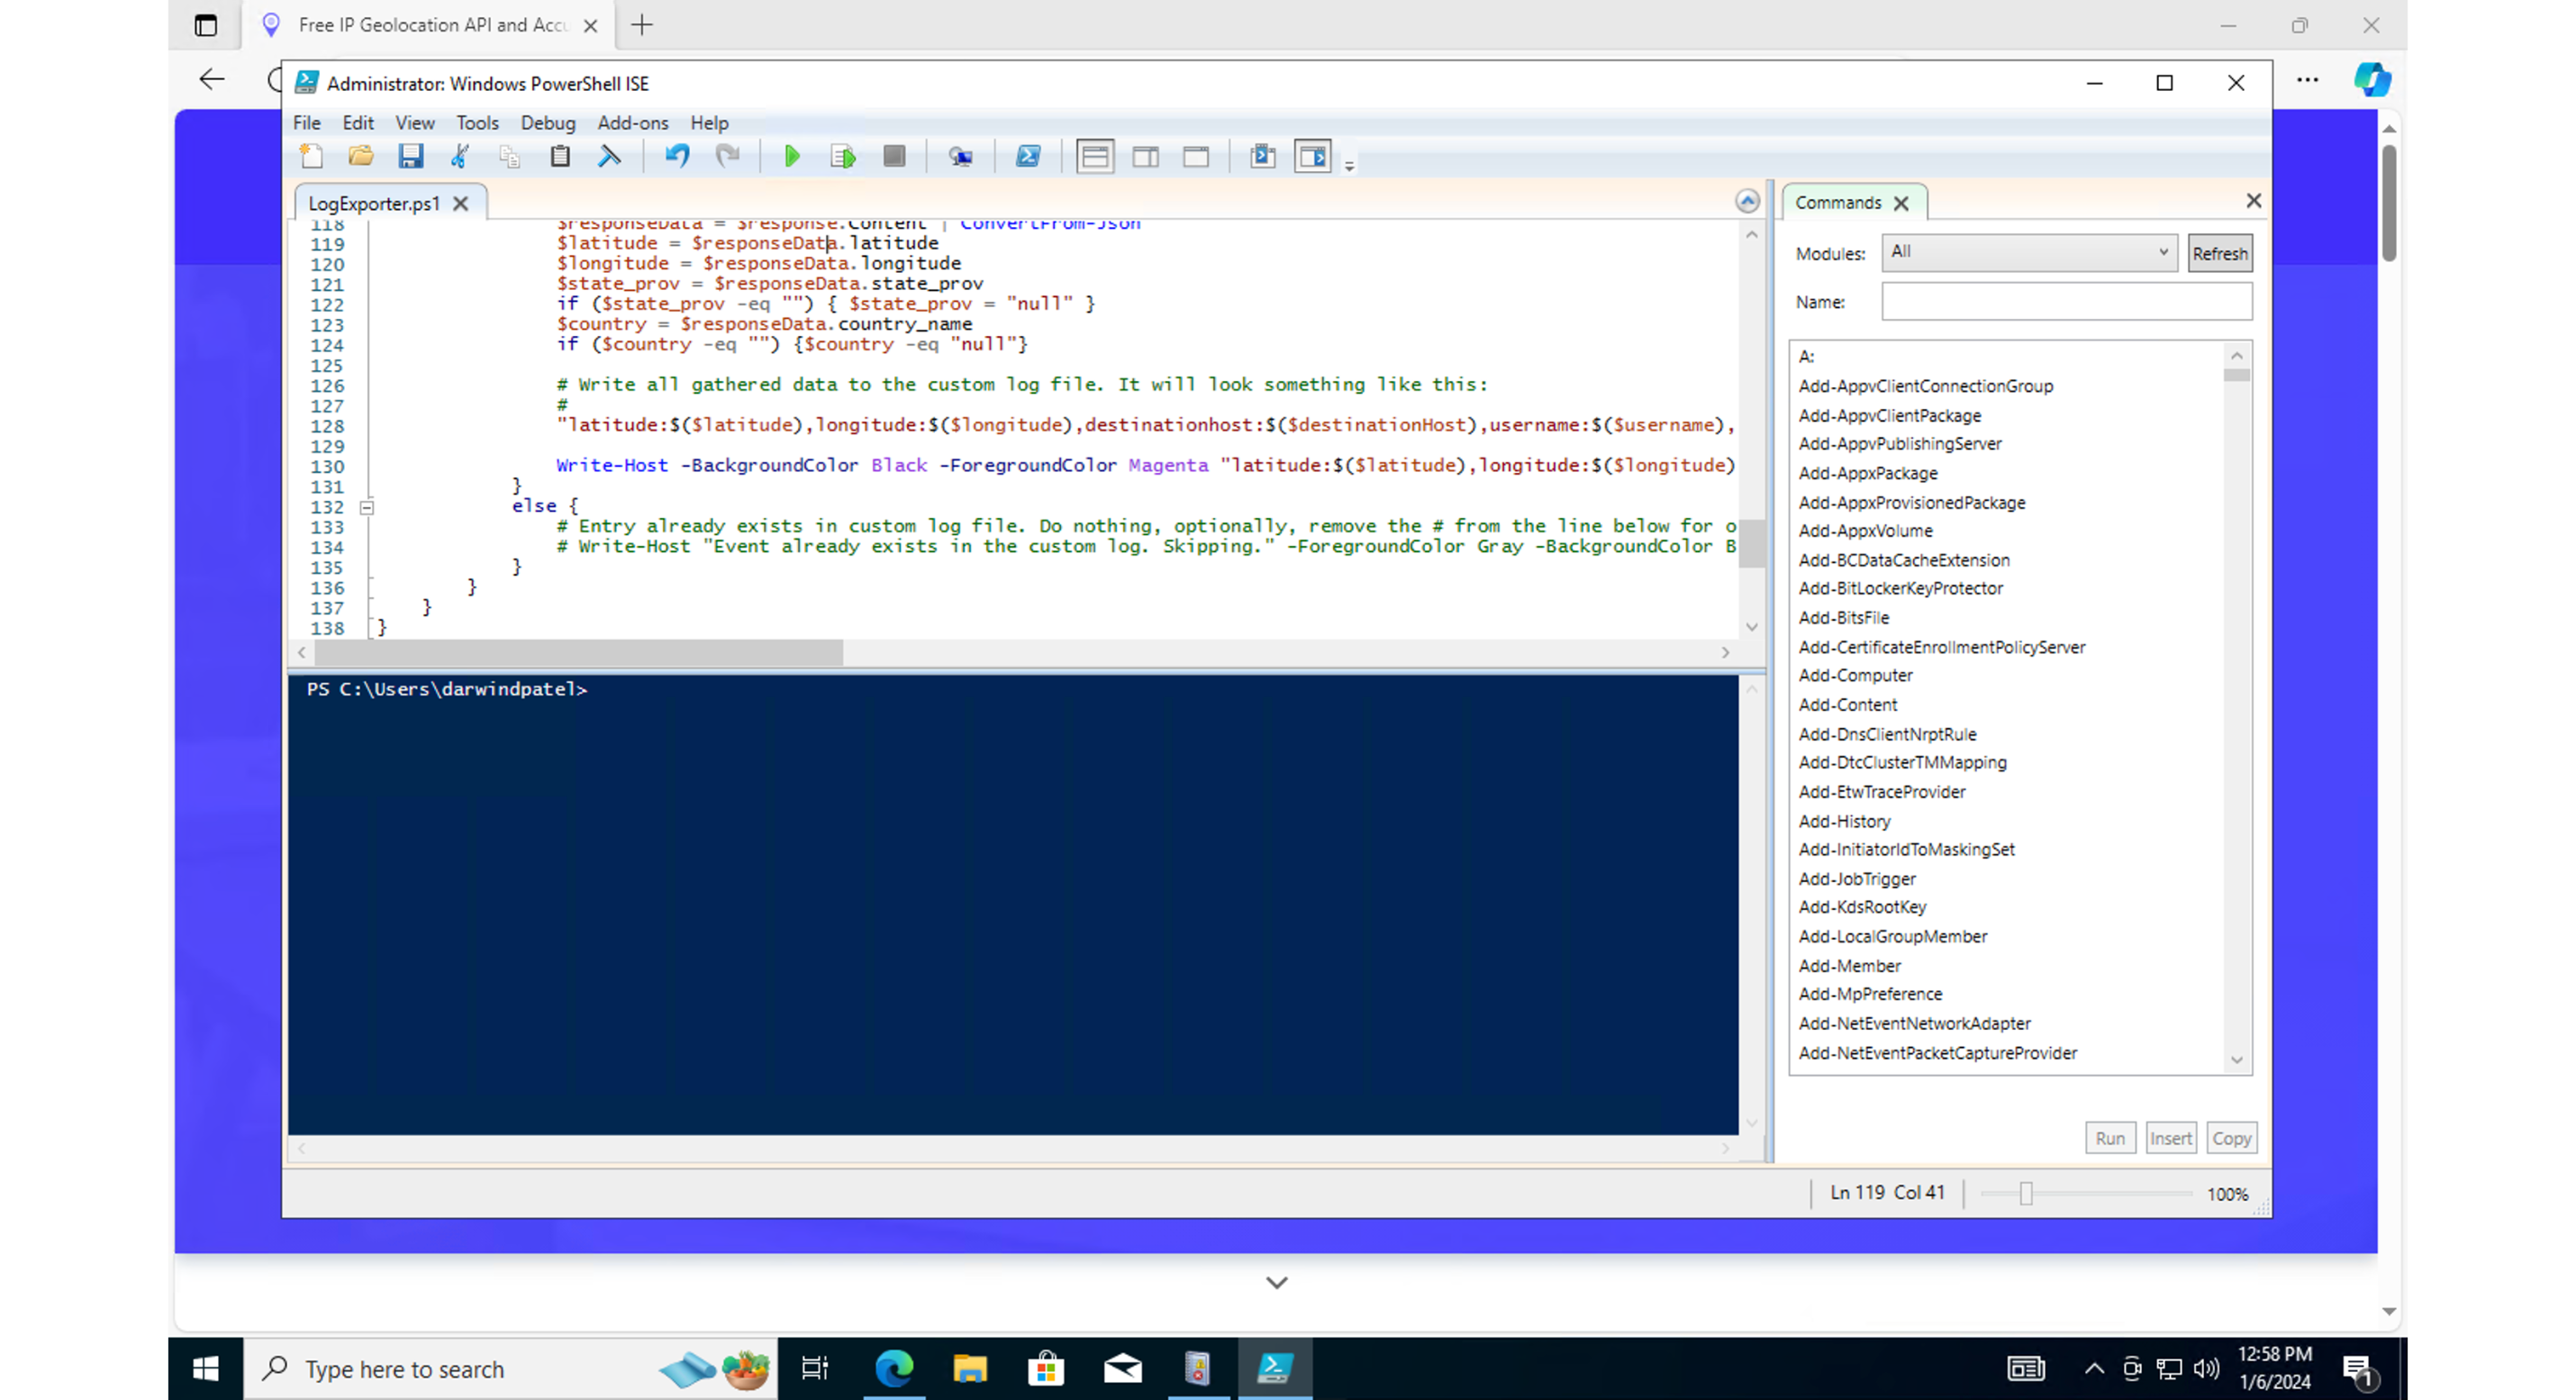 Free IP Geolocation API and Accu
Administrator: Windows PowerShell ISE
File Edit View Tools Debug Add-ons Help
LogExporter.ps1
118 $responseData = $response.Content | ConvertFrom-Json
119 $latitude = $responseData.latitude
120 $longitude = $responseData.longitude
121 $state_prov = $responseData.state_prov
122 if ($state_prov -eq "") { $state_prov = "null" }
123 $country = $responseData.country_name
124 if ($country -eq "") {$country -eq "null"}
125
126 # Write all gathered data to the custom log file. It will look something like this:
127 #
128 "latitude:$($latitude),longitude:$($longitude),destinationhost:$($destinationHost),username:$($username),
129
130 Write-Host -BackgroundColor Black -ForegroundColor Magenta "latitude:$($latitude),longitude:$($longitude)
131 }
132 else {
133 # Entry already exists in custom log file. Do nothing, optionally, remove the # from the line below for o
134 # Write-Host "Event already exists in the custom log. Skipping." -ForegroundColor Gray -BackgroundColor B
135 }
136 }
137 }
138 }
PS C:\Users\darwindpatel>
Commands
Modules: All Refresh
Name:
A:
Add-AppvClientConnectionGroup
Add-AppvClientPackage
Add-AppvPublishingServer
Add-AppxPackage
Add-AppxProvisionedPackage
Add-AppxVolume
Add-BCDataCacheExtension
Add-BitLockerKeyProtector
Add-BitsFile
Add-CertificateEnrollmentPolicyServer
Add-Computer
Add-Content
Add-DnsClientNrptRule
Add-DtcClusterTMMapping
Add-EtwTraceProvider
Add-History
Add-InitiatorIdToMaskingSet
Add-JobTrigger
Add-KdsRootKey
Add-LocalGroupMember
Add-Member
Add-MpPreference
Add-NetEventNetworkAdapter
Add-NetEventPacketCaptureProvider
Run Insert Copy
Ln 119 Col 41 100%
Type here to search
12:58 PM
1/6/2024
1